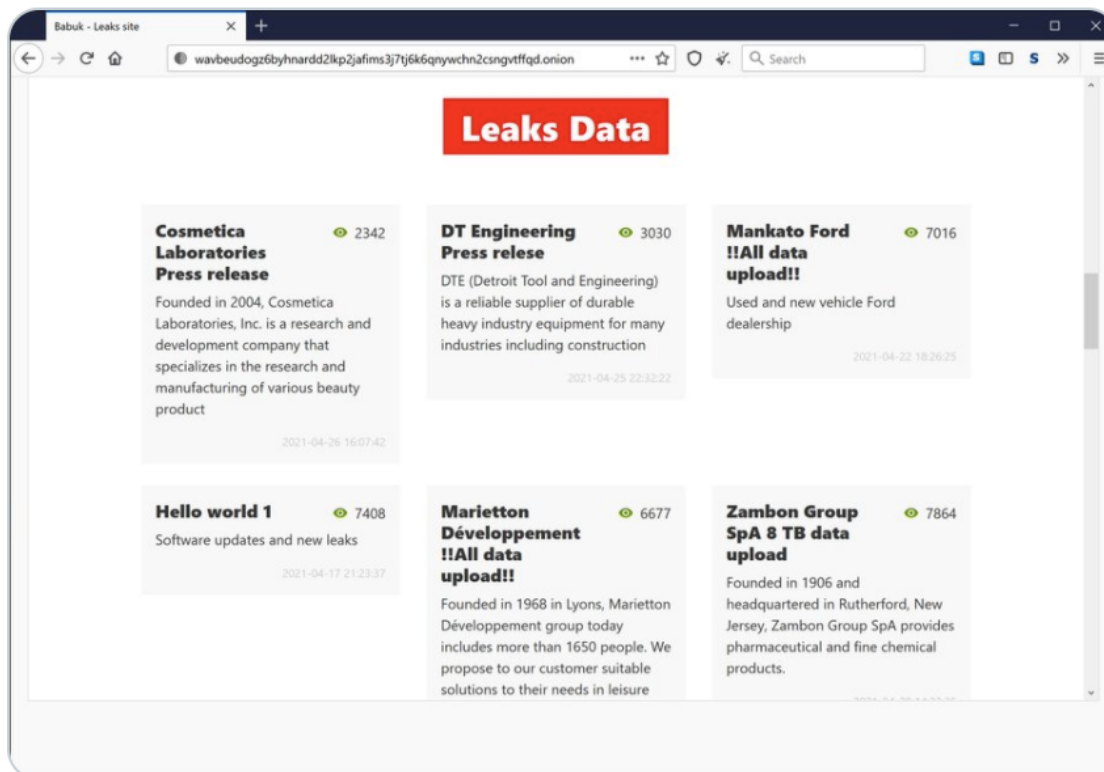 Babuk - Leaks site
wavbeudogz6byhnardd2lkp2jafims3j7tj6k6qnywchn2csngvtffqd.onion
Search
Leaks Data
Cosmetica
Laboratories
Press release
2342
Founded in 2004, Cosmetica
Laboratories, Inc. is a research and
development company that
specializes in the research and
manufacturing of various beauty
product
2021-04-26 16:07:42
DT Engineering
Press relese
3030
DTE (Detroit Tool and Engineering)
is a reliable supplier of durable
heavy industry equipment for many
industries including construction
2021-04-25 22:32:22
Mankato Ford
!!All data
upload!!
7016
Used and new vehicle Ford
dealership
2021-04-22 18:26:25
Hello world 1
7408
Software updates and new leaks
2021-04-17 21:23:37
Marietton
Développement
!!All data
upload!!
6677
Founded in 1968 in Lyons, Marietton
Développement group today
includes more than 1650 people. We
propose to our customer suitable
solutions to their needs in leisure
Zambon Group
SpA 8 TB data
upload
7864
Founded in 1906 and
headquartered in Rutherford, New
Jersey, Zambon Group SpA provides
pharmaceutical and fine chemical
products.